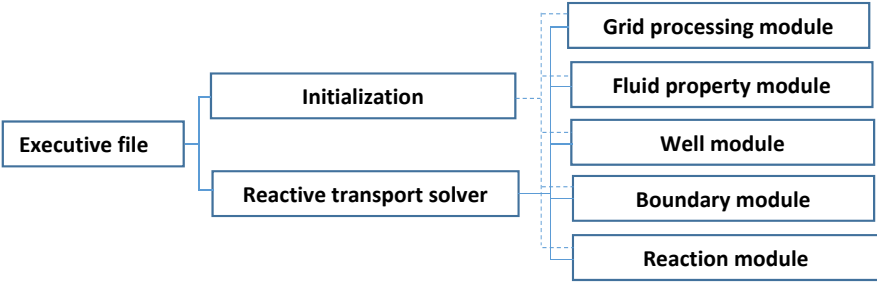 Executive file
Initialization
Reactive transport solver
Grid processing module
Fluid property module
Well module
Boundary module
Reaction module